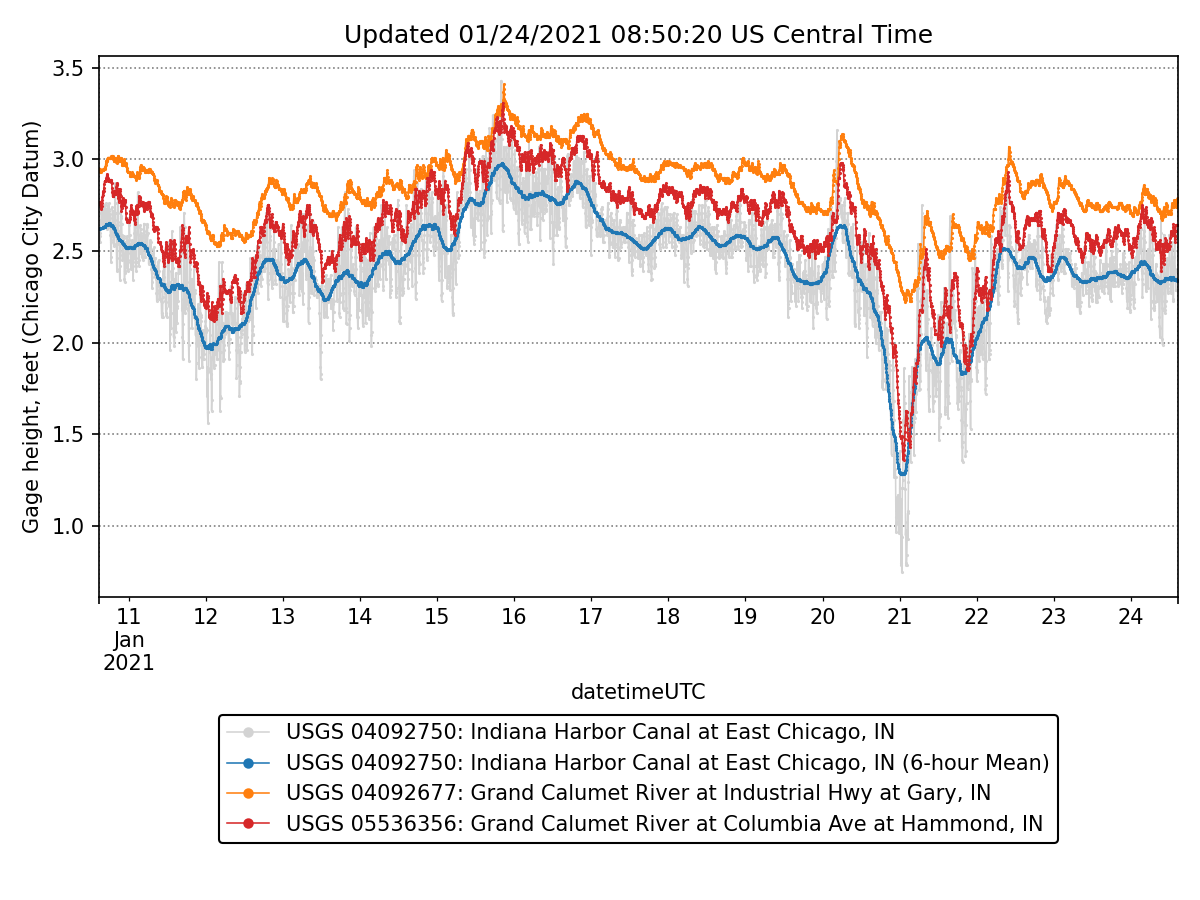 Updated 01/24/2021 08:50:20 US Central Time
Gage height, feet (Chicago City Datum)
3.5
3.0
2.5
2.0
1.5
1.0
11 12 13 14 15 16 17 18 19 20 21 22 23 24
Jan
2021
datetimeUTC
USGS 04092750: Indiana Harbor Canal at East Chicago, IN
USGS 04092750: Indiana Harbor Canal at East Chicago, IN (6-hour Mean)
USGS 04092677: Grand Calumet River at Industrial Hwy at Gary, IN
USGS 05536356: Grand Calumet River at Columbia Ave at Hammond, IN